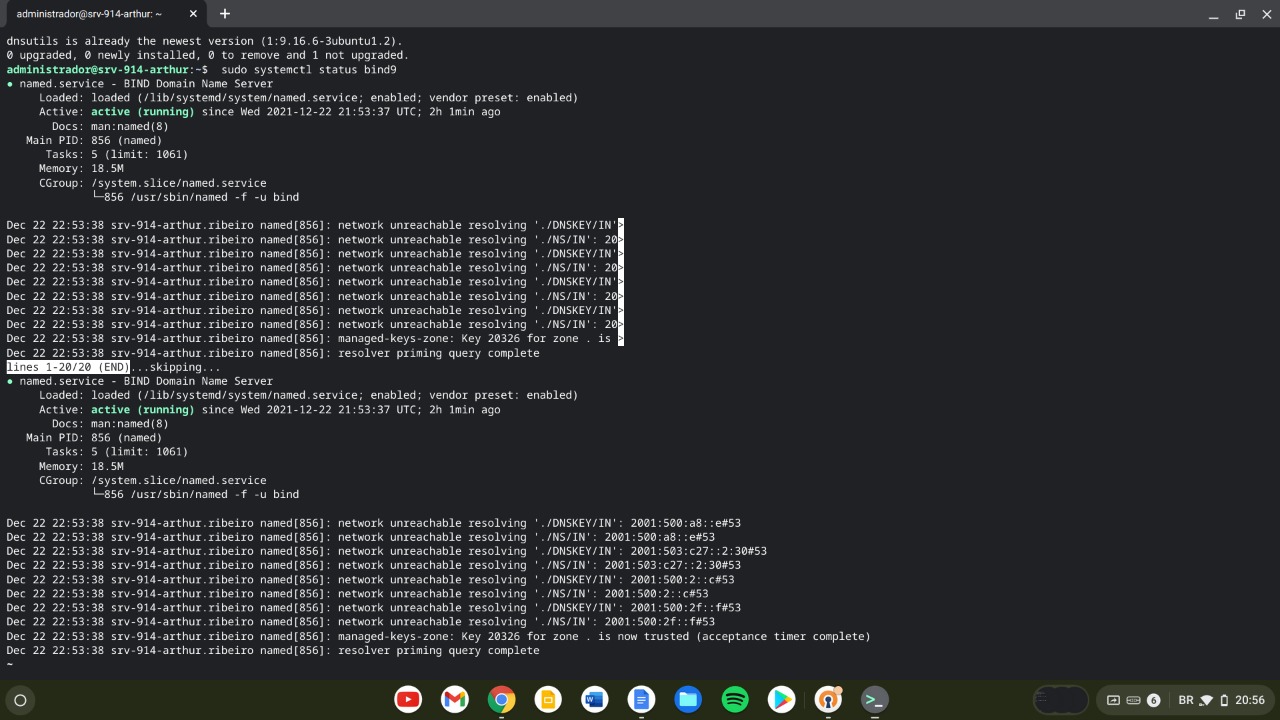 administrador@srv-914-arthur: ~
dnsutils is already the newest version (1:9.16.6-3ubuntu1.2).
0 upgraded, 0 newly installed, 0 to remove and 1 not upgraded.
administrador@srv-914-arthur:~$  sudo systemctl status bind9
● named.service - BIND Domain Name Server
     Loaded: loaded (/lib/systemd/system/named.service; enabled; vendor preset: enabled)
     Active: active (running) since Wed 2021-12-22 21:53:37 UTC; 2h 1min ago
       Docs: man:named(8)
   Main PID: 856 (named)
      Tasks: 5 (limit: 1061)
     Memory: 18.5M
     CGroup: /system.slice/named.service
             └─856 /usr/sbin/named -f -u bind
Dec 22 22:53:38 srv-914-arthur.ribeiro named[856]: network unreachable resolving './DNSKEY/IN'>
Dec 22 22:53:38 srv-914-arthur.ribeiro named[856]: network unreachable resolving './NS/IN': 20>
Dec 22 22:53:38 srv-914-arthur.ribeiro named[856]: network unreachable resolving './DNSKEY/IN'>
Dec 22 22:53:38 srv-914-arthur.ribeiro named[856]: network unreachable resolving './NS/IN': 20>
Dec 22 22:53:38 srv-914-arthur.ribeiro named[856]: network unreachable resolving './DNSKEY/IN'>
Dec 22 22:53:38 srv-914-arthur.ribeiro named[856]: network unreachable resolving './NS/IN': 20>
Dec 22 22:53:38 srv-914-arthur.ribeiro named[856]: network unreachable resolving './DNSKEY/IN'>
Dec 22 22:53:38 srv-914-arthur.ribeiro named[856]: network unreachable resolving './NS/IN': 20>
Dec 22 22:53:38 srv-914-arthur.ribeiro named[856]: managed-keys-zone: Key 20326 for zone . is >
Dec 22 22:53:38 srv-914-arthur.ribeiro named[856]: resolver priming query complete
lines 1-20/20 (END)...skipping...
● named.service - BIND Domain Name Server
     Loaded: loaded (/lib/systemd/system/named.service; enabled; vendor preset: enabled)
     Active: active (running) since Wed 2021-12-22 21:53:37 UTC; 2h 1min ago
       Docs: man:named(8)
   Main PID: 856 (named)
      Tasks: 5 (limit: 1061)
     Memory: 18.5M
     CGroup: /system.slice/named.service
             └─856 /usr/sbin/named -f -u bind
Dec 22 22:53:38 srv-914-arthur.ribeiro named[856]: network unreachable resolving './DNSKEY/IN': 2001:500:a8::e#53
Dec 22 22:53:38 srv-914-arthur.ribeiro named[856]: network unreachable resolving './NS/IN': 2001:500:a8::e#53
Dec 22 22:53:38 srv-914-arthur.ribeiro named[856]: network unreachable resolving './DNSKEY/IN': 2001:503:c27::2:30#53
Dec 22 22:53:38 srv-914-arthur.ribeiro named[856]: network unreachable resolving './NS/IN': 2001:503:c27::2:30#53
Dec 22 22:53:38 srv-914-arthur.ribeiro named[856]: network unreachable resolving './DNSKEY/IN': 2001:500:2::c#53
Dec 22 22:53:38 srv-914-arthur.ribeiro named[856]: network unreachable resolving './NS/IN': 2001:500:2::c#53
Dec 22 22:53:38 srv-914-arthur.ribeiro named[856]: network unreachable resolving './DNSKEY/IN': 2001:500:2f::f#53
Dec 22 22:53:38 srv-914-arthur.ribeiro named[856]: network unreachable resolving './NS/IN': 2001:500:2f::f#53
Dec 22 22:53:38 srv-914-arthur.ribeiro named[856]: managed-keys-zone: Key 20326 for zone . is now trusted (acceptance timer complete)
Dec 22 22:53:38 srv-914-arthur.ribeiro named[856]: resolver priming query complete
~
6 BR 20:56